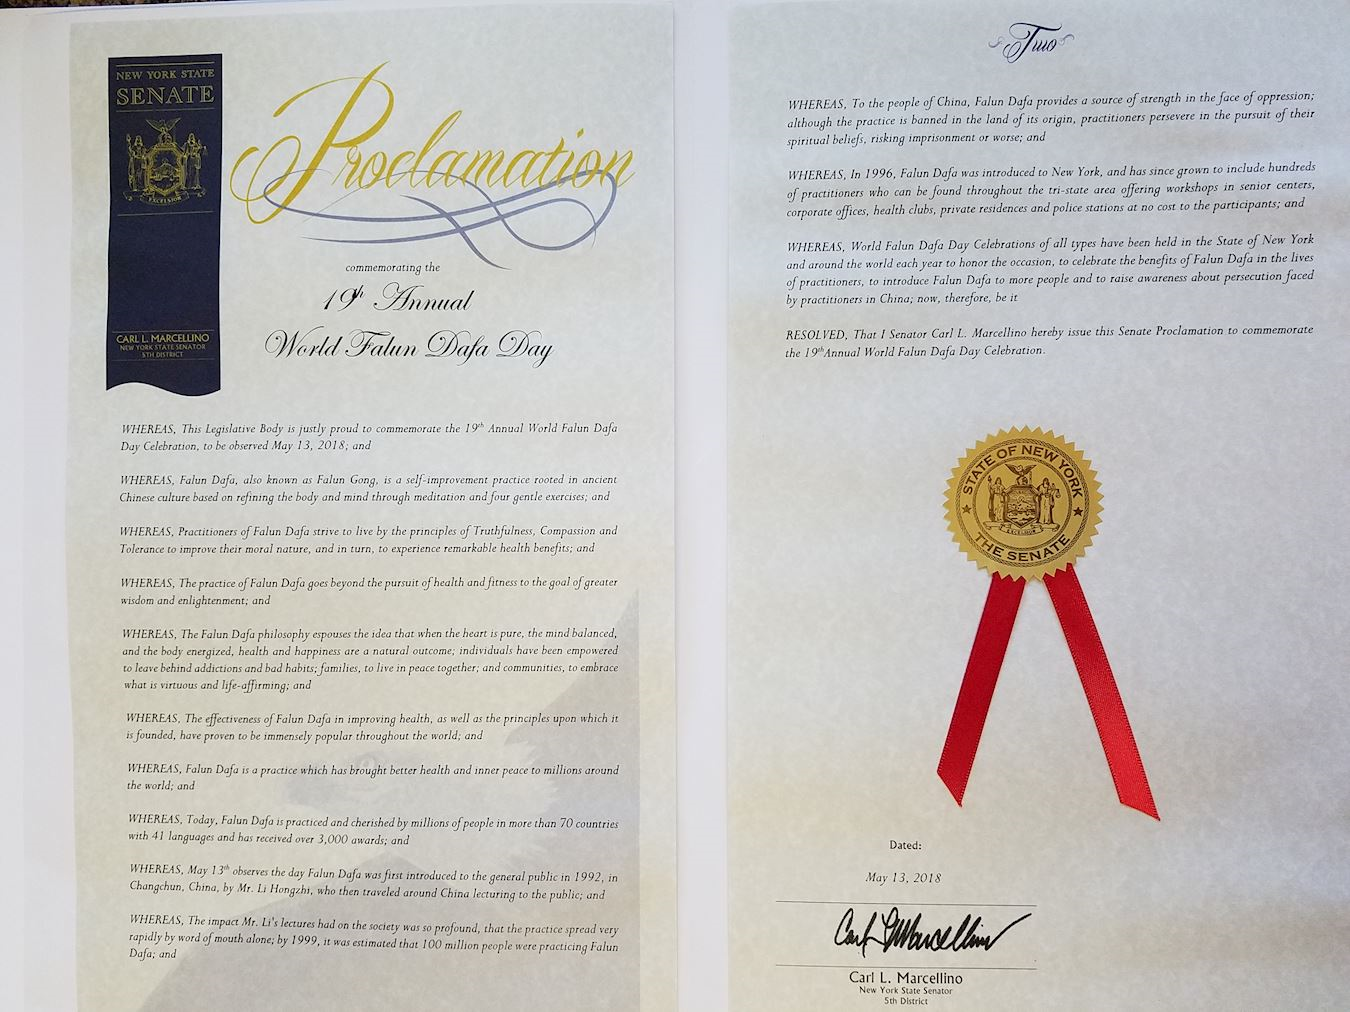 NEW YORK STATE
SENATE
EXCELSIOR
CARL L. MARCELLINO
NEW YORK STATE SENATOR
5TH DISTRICT
Proclamation
commemorating the
19th Annual
World Falun Dafa Day
WHEREAS, This Legislative Body is justly proud to commemorate the 19th Annual World Falun Dafa
Day Celebration, to be observed May 13, 2018; and
WHEREAS, Falun Dafa, also known as Falun Gong, is a self-improvement practice rooted in ancient
Chinese culture based on refining the body and mind through meditation and four gentle exercises; and
WHEREAS, Practitioners of Falun Dafa strive to live by the principles of Truthfulness, Compassion and
Tolerance to improve their moral nature, and in turn, to experience remarkable health benefits; and
WHEREAS, The practice of Falun Dafa goes beyond the pursuit of health and fitness to the goal of greater
wisdom and enlightenment; and
WHEREAS, The Falun Dafa philosophy espouses the idea that when the heart is pure, the mind balanced,
and the body energized, health and happiness are a natural outcome; individuals have been empowered
to leave behind addictions and bad habits; families, to live in peace together; and communities, to embrace
what is virtuous and life-affirming; and
WHEREAS, The effectiveness of Falun Dafa in improving health, as well as the principles upon which it
is founded, have proven to be immensely popular throughout the world; and
WHEREAS, Falun Dafa is a practice which has brought better health and inner peace to millions around
the world; and
WHEREAS, Today, Falun Dafa is practiced and cherished by millions of people in more than 70 countries
with 41 languages and has received over 3,000 awards; and
WHEREAS, May 13th observes the day Falun Dafa was first introduced to the general public in 1992, in
Changchun, China, by Mr. Li Hongzhi, who then traveled around China lecturing to the public; and
WHEREAS, The impact Mr. Li's lectures had on the society was so profound, that the practice spread very
rapidly by word of mouth alone; by 1999, it was estimated that 100 million people were practicing Falun
Dafa; and
Two
WHEREAS, To the people of China, Falun Dafa provides a source of strength in the face of oppression;
although the practice is banned in the land of its origin, practitioners persevere in the pursuit of their
spiritual beliefs, risking imprisonment or worse; and
WHEREAS, In 1996, Falun Dafa was introduced to New York, and has since grown to include hundreds
of practitioners who can be found throughout the tri-state area offering workshops in senior centers,
corporate offices, health clubs, private residences and police stations at no cost to the participants; and
WHEREAS, World Falun Dafa Day Celebrations of all types have been held in the State of New York
and around the world each year to honor the occasion, to celebrate the benefits of Falun Dafa in the lives
of practitioners, to introduce Falun Dafa to more people and to raise awareness about persecution faced
by practitioners in China; now, therefore, be it
RESOLVED, That I Senator Carl L. Marcellino hereby issue this Senate Proclamation to commemorate
the 19th Annual World Falun Dafa Day Celebration.
STATE OF NEW YORK
EXCELSIOR
THE SENATE
Dated:
May 13, 2018
Carl L Marcellino
Carl L. Marcellino
New York State Senator
5th District